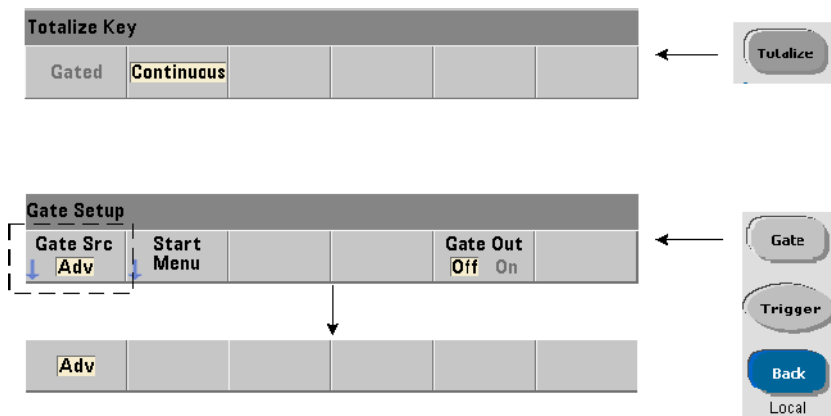 Totalize Key
Gated Continuous
Totalize
Gate Setup
Gate Src Start Gate Out
Adv Menu Off On
Gate
Trigger
Adv
Back
Local